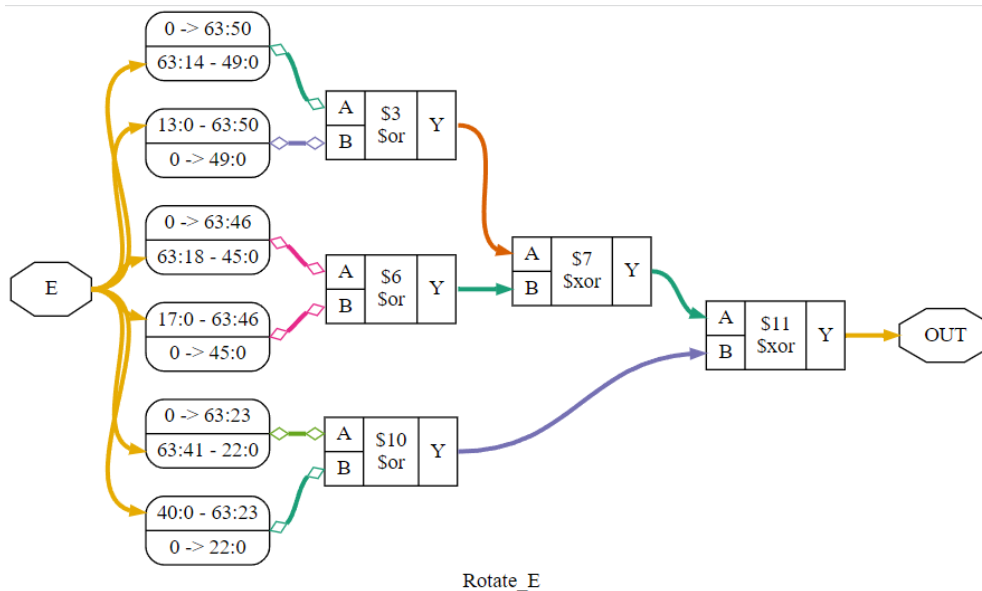 0 -> 63:50
63:14 - 49:0
13:0 - 63:50
0 -> 49:0
A
B
$3
$or
Y
0 -> 63:46
63:18 - 45:0
17:0 - 63:46
0 -> 45:0
A
B
$6
$or
Y
A
B
$7
$xor
Y
E
A
B
$11
$xor
Y
OUT
0 -> 63:23
63:41 - 22:0
40:0 - 63:23
0 -> 22:0
A
B
$10
$or
Y
Rotate_E